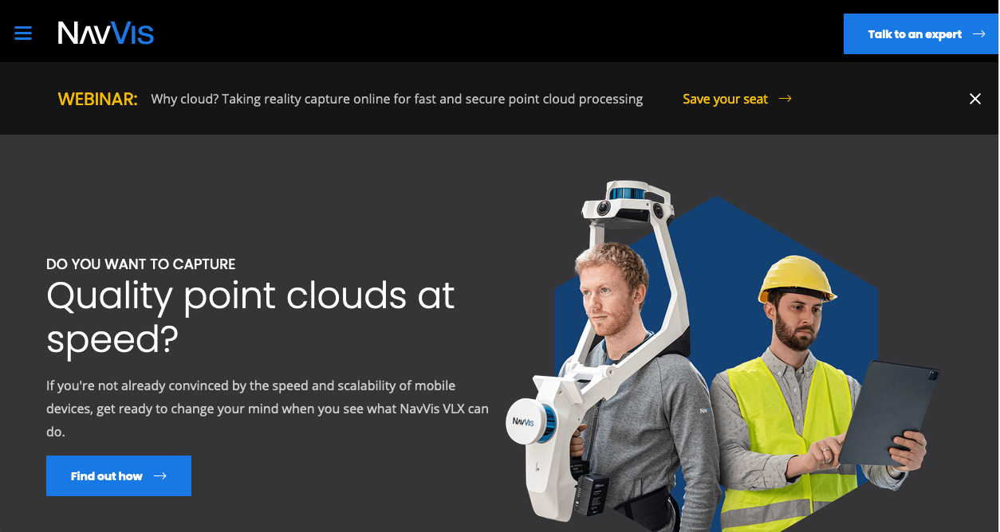 NAVVIS
Talk to an expert →
WEBINAR: Why cloud? Taking reality capture online for fast and secure point cloud processing Save your seat →
DO YOU WANT TO CAPTURE
Quality point clouds at
speed?
If you're not already convinced by the speed and scalability of mobile
devices, get ready to change your mind when you see what NavVis VLX can
do.
Find out how →
NAVVIS